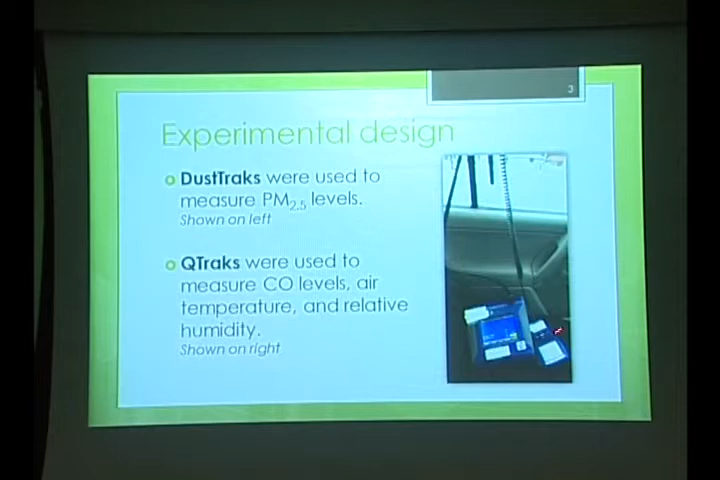 3
Experimental design
DustTraks were used to
measure PM2.5 levels.
Shown on left
QTraks were used to
measure CO levels, air
temperature, and relative
humidity.
Shown on right